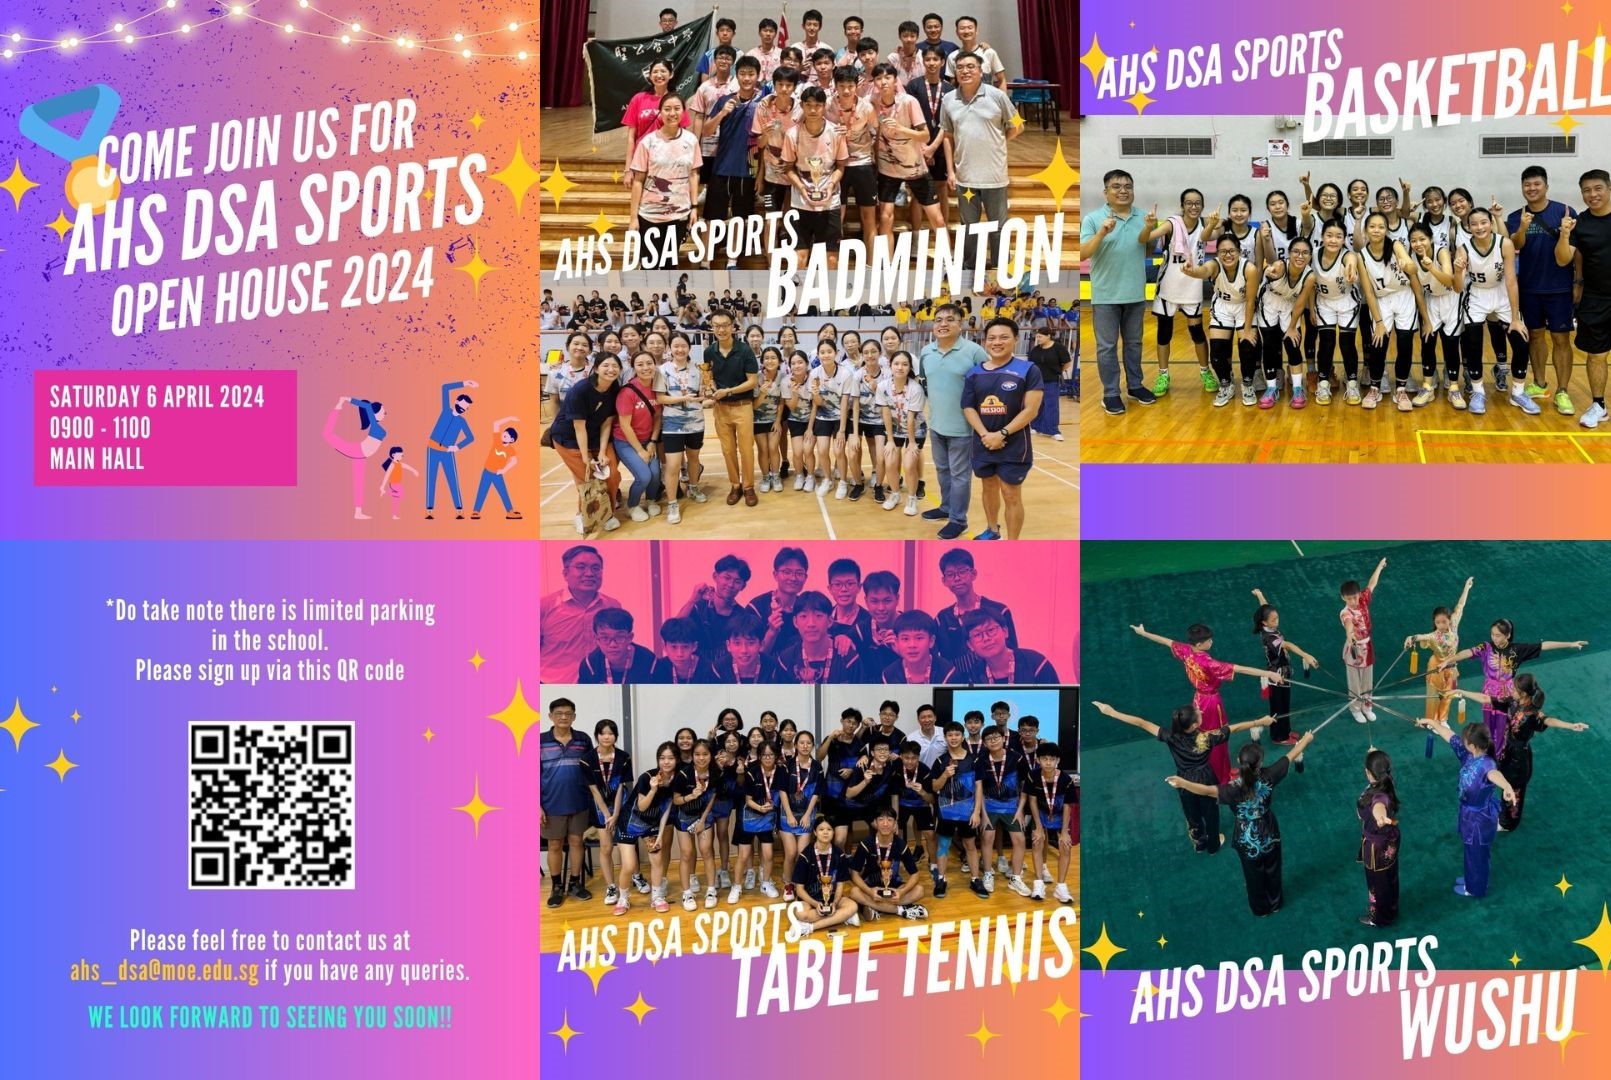 COME JOIN US FOR
AHS DSA SPORTS
OPEN HOUSE 2024
SATURDAY 6 APRIL 2024
0900 - 1100
MAIN HALL
AHS DSA SPORTS
BADMINTON
AHS DSA SPORTS
BASKETBALL
*Do take note there is limited parking
in the school.
Please sign up via this QR code
Please feel free to contact us at
ahs_dsa@moe.edu.sg if you have any queries.
WE LOOK FORWARD TO SEEING YOU SOON!!
AHS DSA SPORTS
TABLE TENNIS
AHS DSA SPORTS
WUSHU